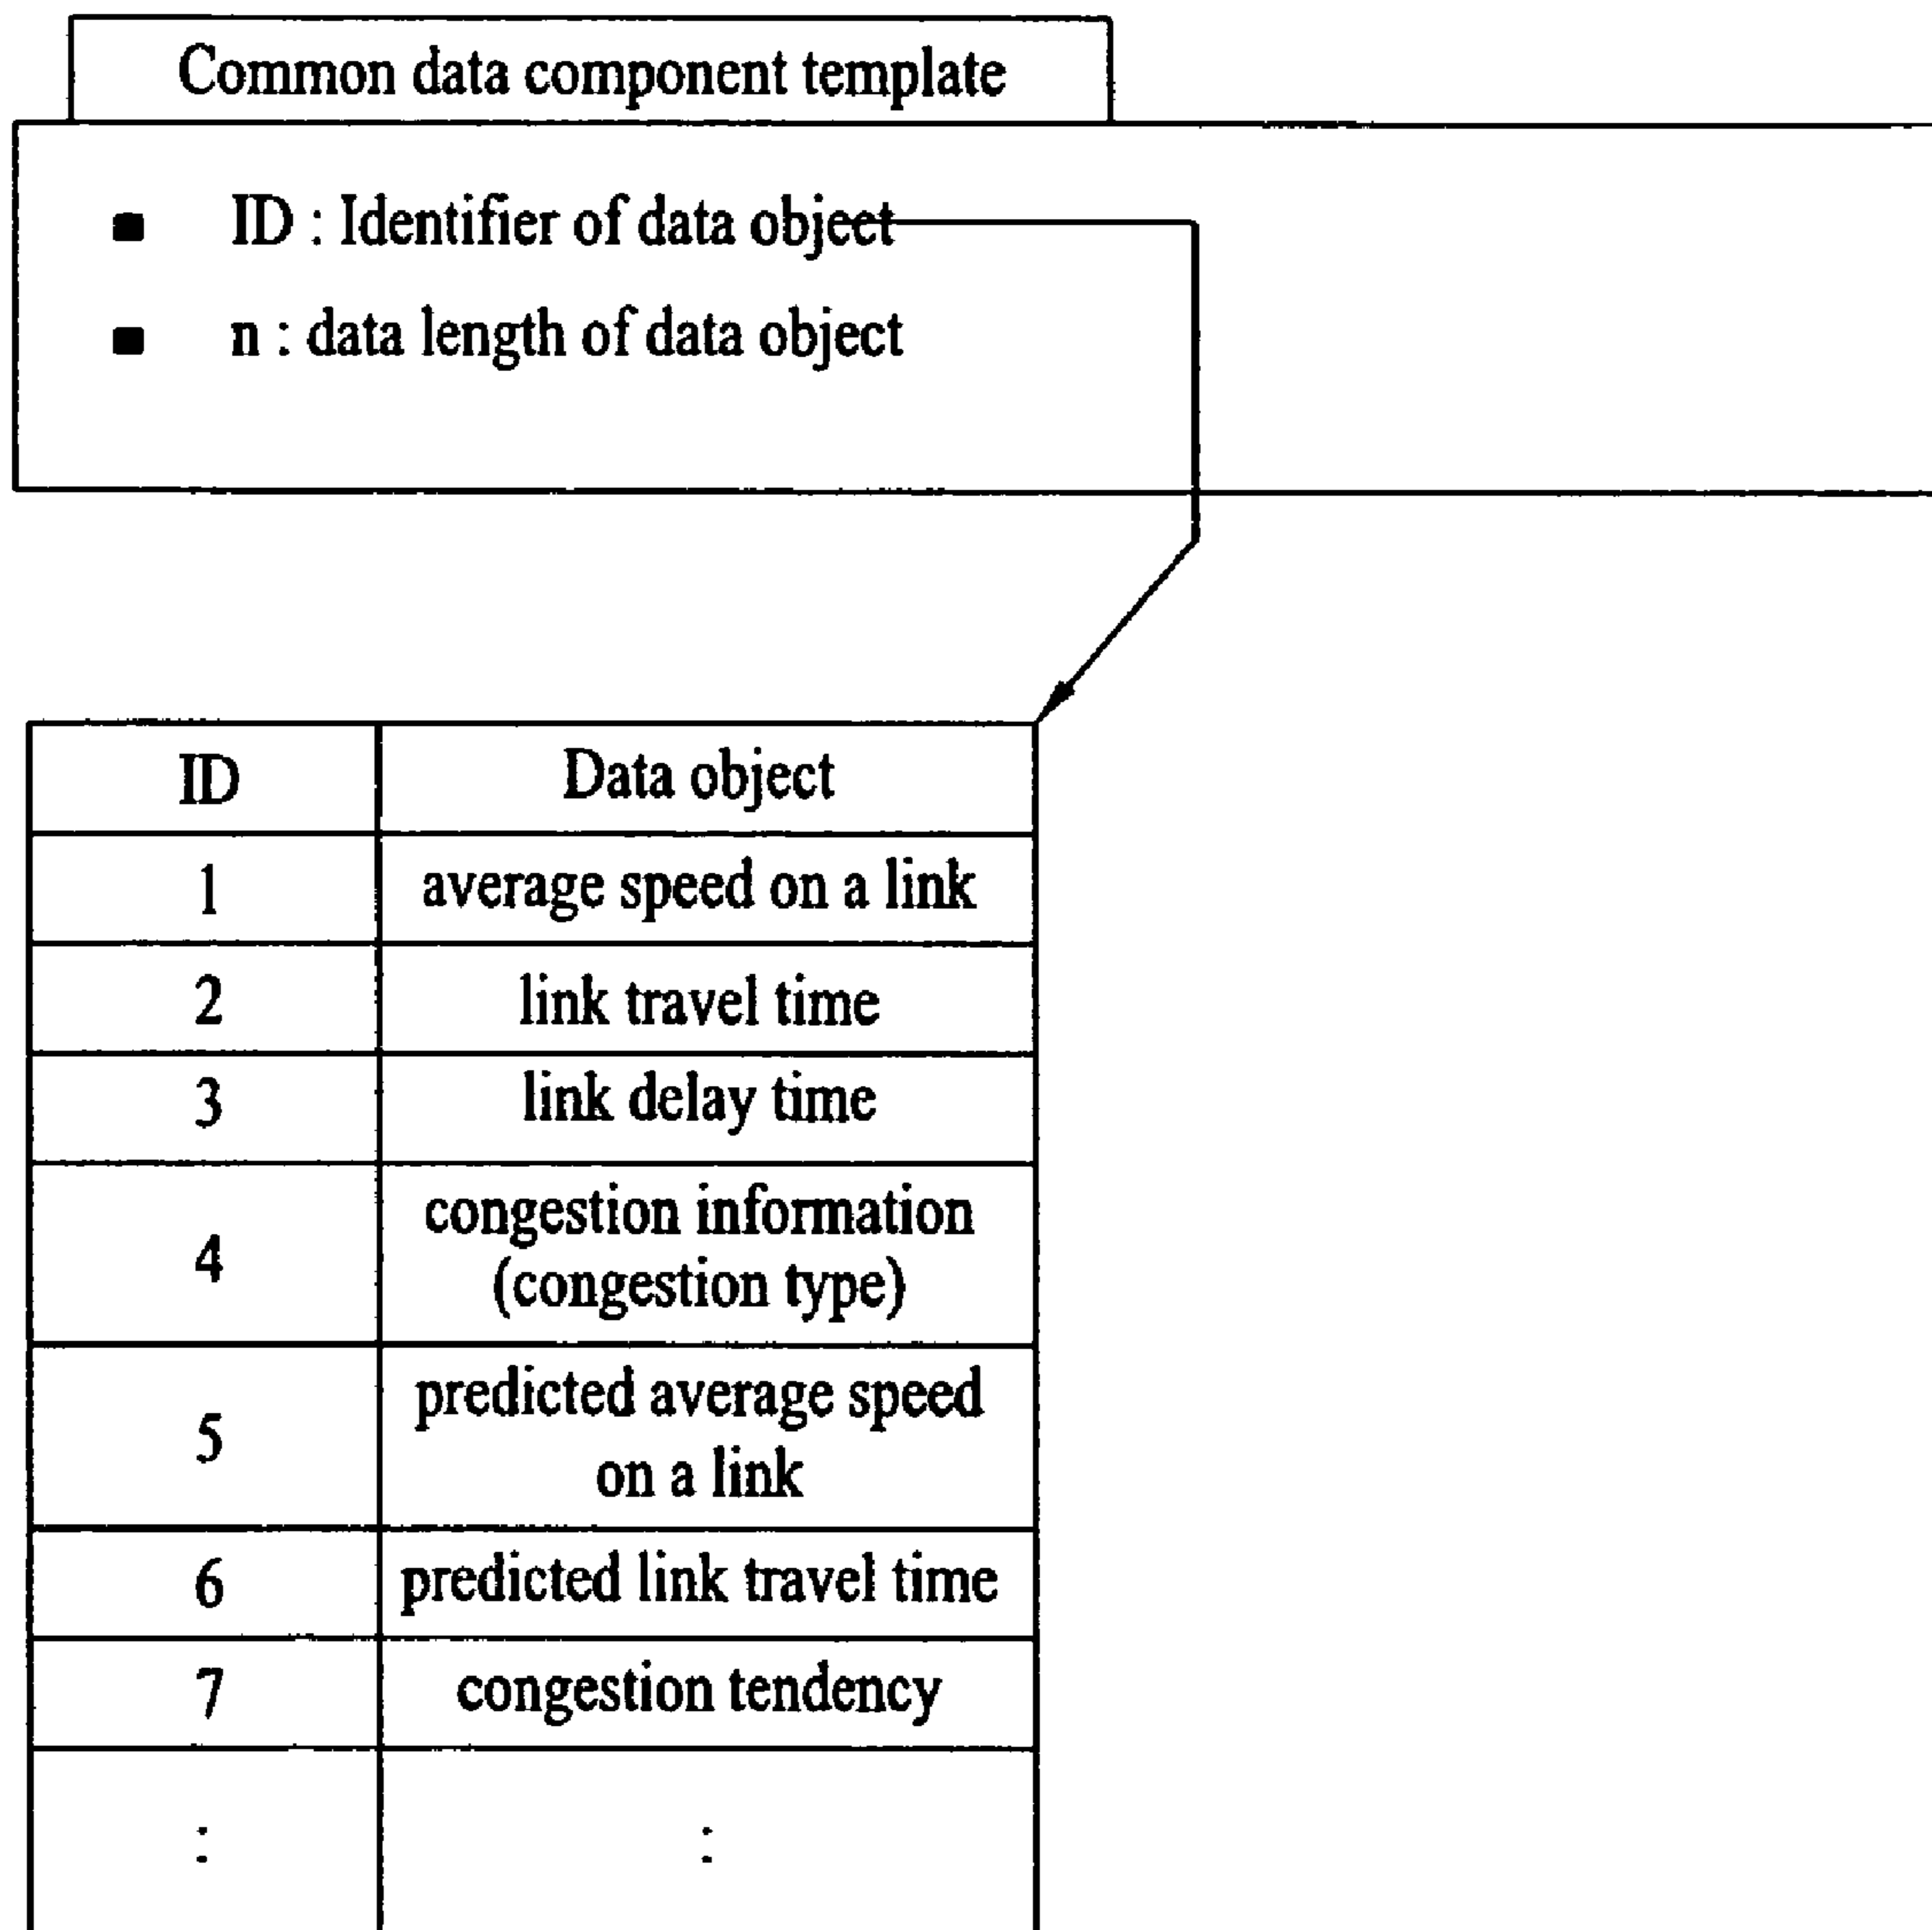 Common data component template
■ ID : Identifier of data object
■ n : data length of data object
ID Data object
1 average speed on a link
2 link travel time
3 link delay time
4 congestion information
(congestion type)
5 predicted average speed
on a link
6 predicted link travel time
7 congestion tendency
: :